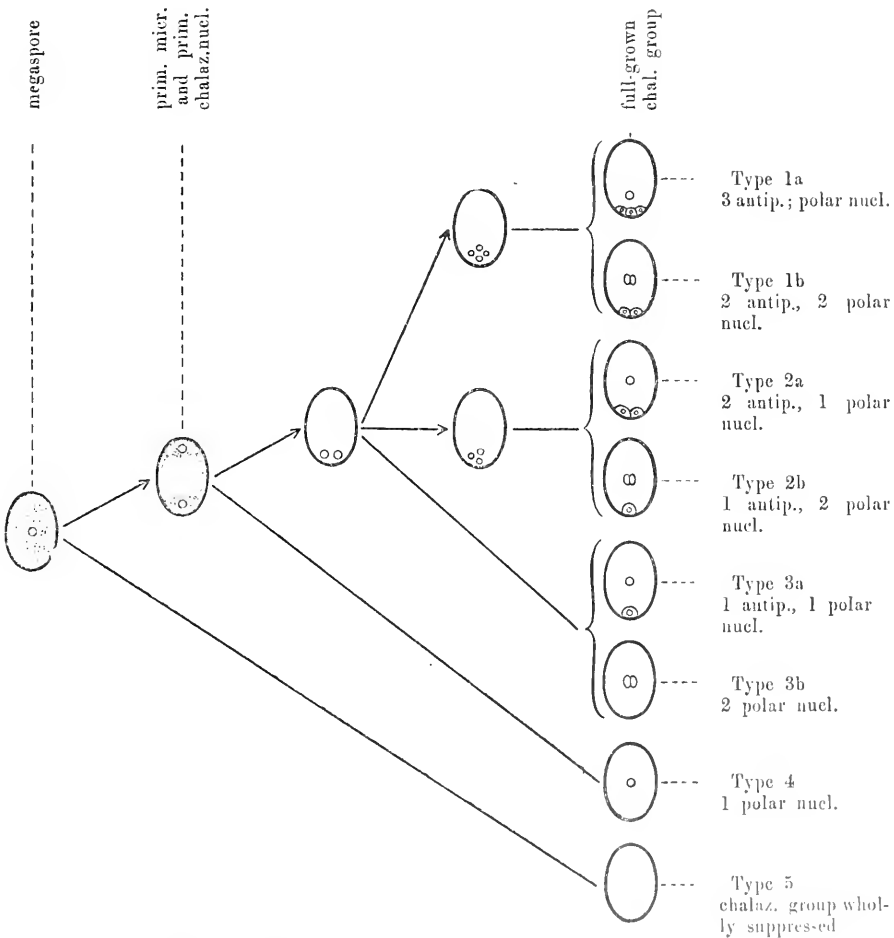 megaspore
prim. micr.
and prim.
chalaz. nucl.
full-grown
chal. group
Type 1a
3 antip.; polar nucl.
Type 1b
2 antip., 2 polar
nucl.
Type 2a
2 antip., 1 polar
nucl.
Type 2b
1 antip., 2 polar
nucl.
Type 3a
1 antip., 1 polar
nucl.
Type 3b
2 polar nucl.
Type 4
1 polar nucl.
Type 5
chalaz. group whol-
ly suppressed